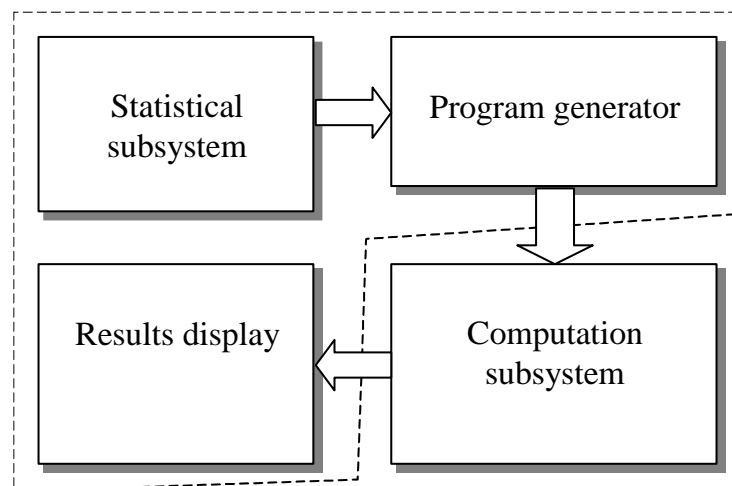 Statistical
subsystem
Program generator
Results display
Computation
subsystem